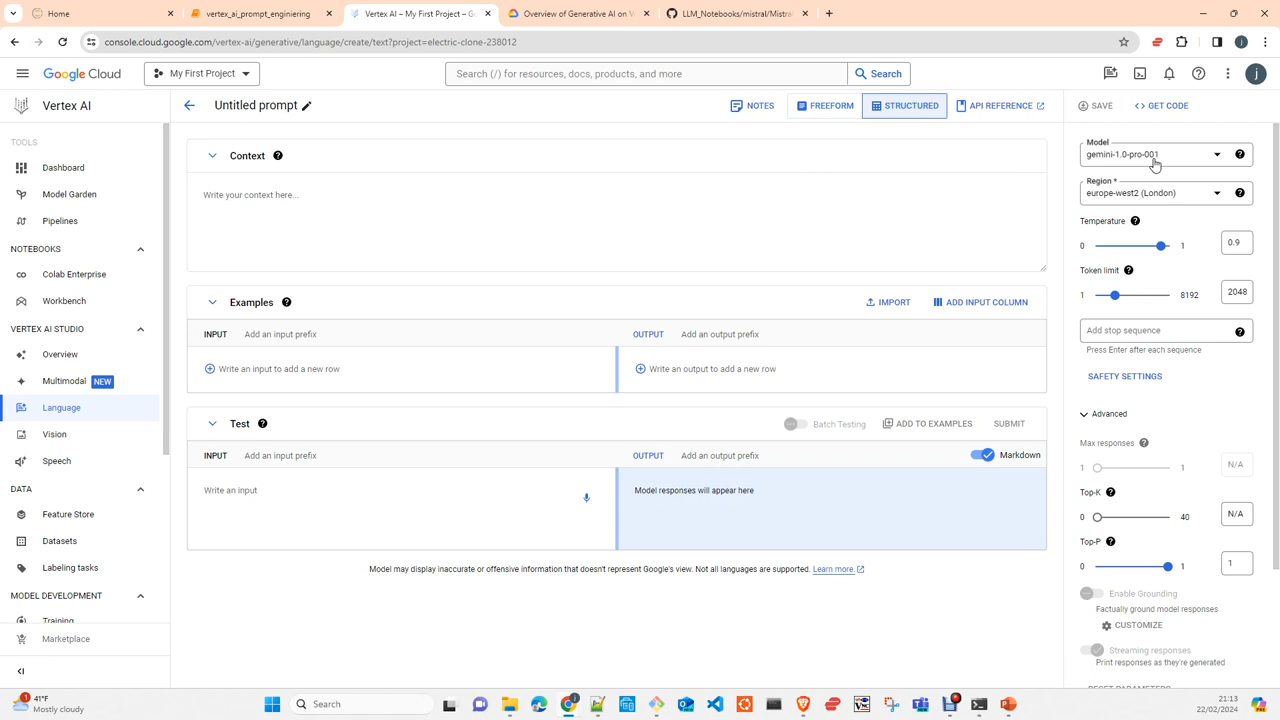 Home
vertex_ai_prompt_enginiering
Vertex AI – My First Project – G
Overview of Generative AI on V
LLM_Notebooks/mistral/Mistral
console.cloud.google.com/vertex-ai/generative/language/create/text?project=electric-clone-238012
Google Cloud
My First Project
Search (/) for resources, docs, products, and more
Search
Vertex AI
Untitled prompt
NOTES
FREEFORM
STRUCTURED
API REFERENCE
SAVE
GET CODE
TOOLS
Dashboard
Model Garden
Pipelines
NOTEBOOKS
Colab Enterprise
Workbench
VERTEX AI STUDIO
Overview
Multimodal NEW
Language
Vision
Speech
DATA
Feature Store
Datasets
Labeling tasks
MODEL DEVELOPMENT
Training
Marketplace
Context
Write your context here...
Examples
IMPORT
ADD INPUT COLUMN
INPUT Add an input prefix
OUTPUT Add an output prefix
Write an input to add a new row
Write an output to add a new row
Test
Batch Testing
ADD TO EXAMPLES
SUBMIT
INPUT Add an input prefix
OUTPUT Add an output prefix
Markdown
Write an input
Model responses will appear here
Model may display inaccurate or offensive information that doesn't represent Google's view. Not all languages are supported. Learn more.
Model
gemini-1.0-pro-001
Region *
europe-west2 (London)
Temperature
0 1 0.9
Token limit
1 8192 2048
Add stop sequence
Press Enter after each sequence
SAFETY SETTINGS
Advanced
Max responses
1 1 N/A
Top-K
0 40 N/A
Top-P
0 1 1
Enable Grounding
Factually ground model responses
CUSTOMIZE
Streaming responses
Print responses as they're generated
RESET PARAMETERS
41°F
Mostly cloudy
Search
21:13
22/02/2024